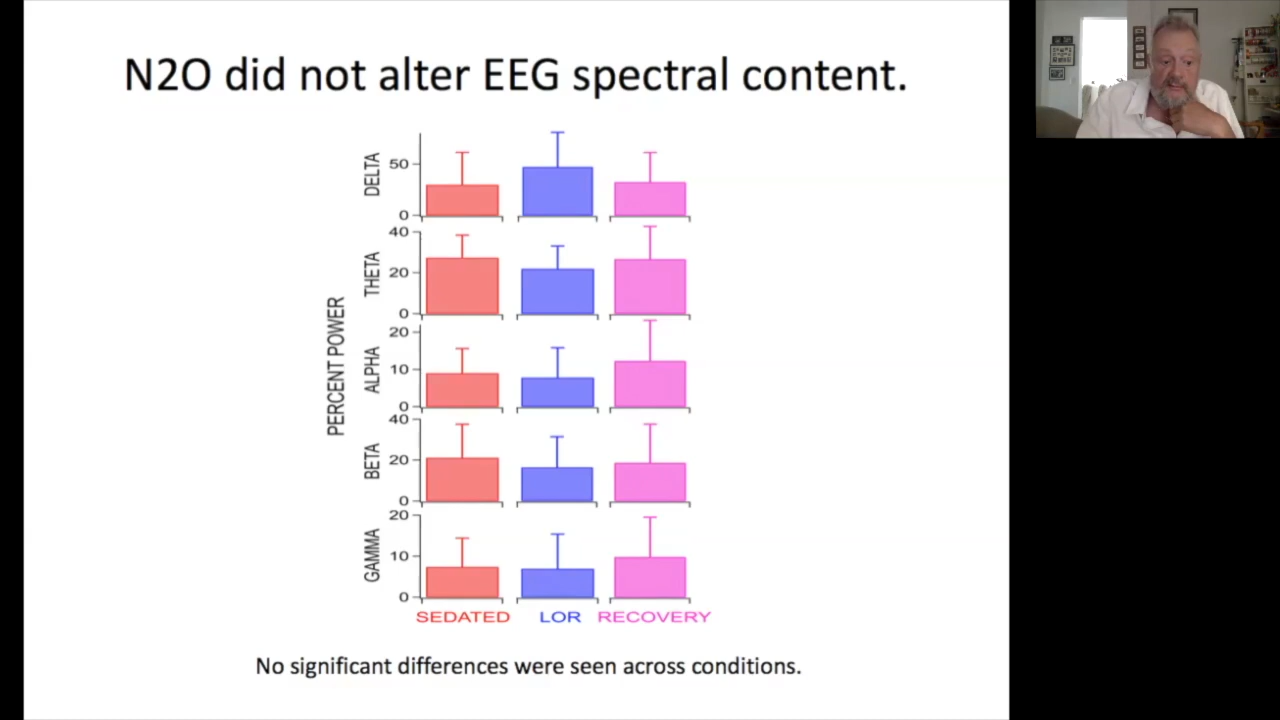 N2O did not alter EEG spectral content.
PERCENT POWER
DELTA
50
0
THETA
40
20
0
ALPHA
20
10
0
BETA
40
20
0
GAMMA
20
10
0
SEDATED LOR RECOVERY
No significant differences were seen across conditions.